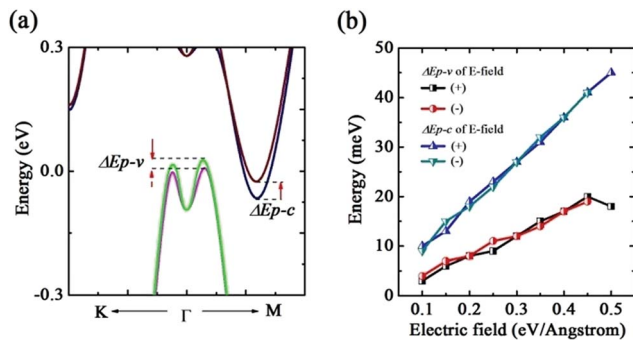 (a)
0.3
0.0
-0.3
Energy (eV)
ΔEp-v
ΔEp-c
K
Γ
M
(b)
50
40
30
20
10
0
Energy (meV)
ΔEp-v of E-field
(+)
(-)
ΔEp-c of E-field
(+)
(-)
0.1 0.2 0.3 0.4 0.5
Electric field (eV/Angstrom)